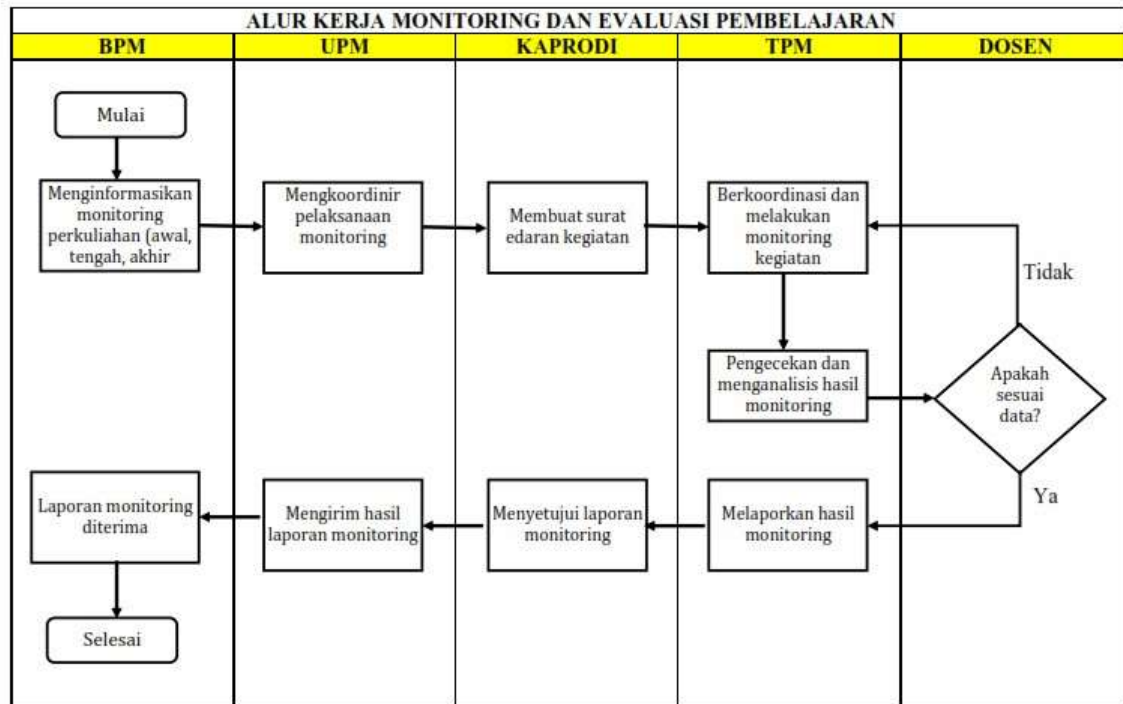 ALUR KERJA MONITORING DAN EVALUASI PEMBELAJARAN
BPM
UPM
KAPRODI
TPM
DOSEN
Mulai
Menginformasikan
monitoring
perkuliahan (awal,
tengah, akhir
Mengkoordinir
pelaksanaan
monitoring
Membuat surat
edaran kegiatan
Berkoordinasi dan
melakukan
monitoring
kegiatan
Tidak
Pengecekan dan
menganalisis hasil
monitoring
Apakah
sesuai
data?
Ya
Melaporkan hasil
monitoring
Menyetujui laporan
monitoring
Mengirim hasil
laporan monitoring
Laporan monitoring
diterima
Selesai